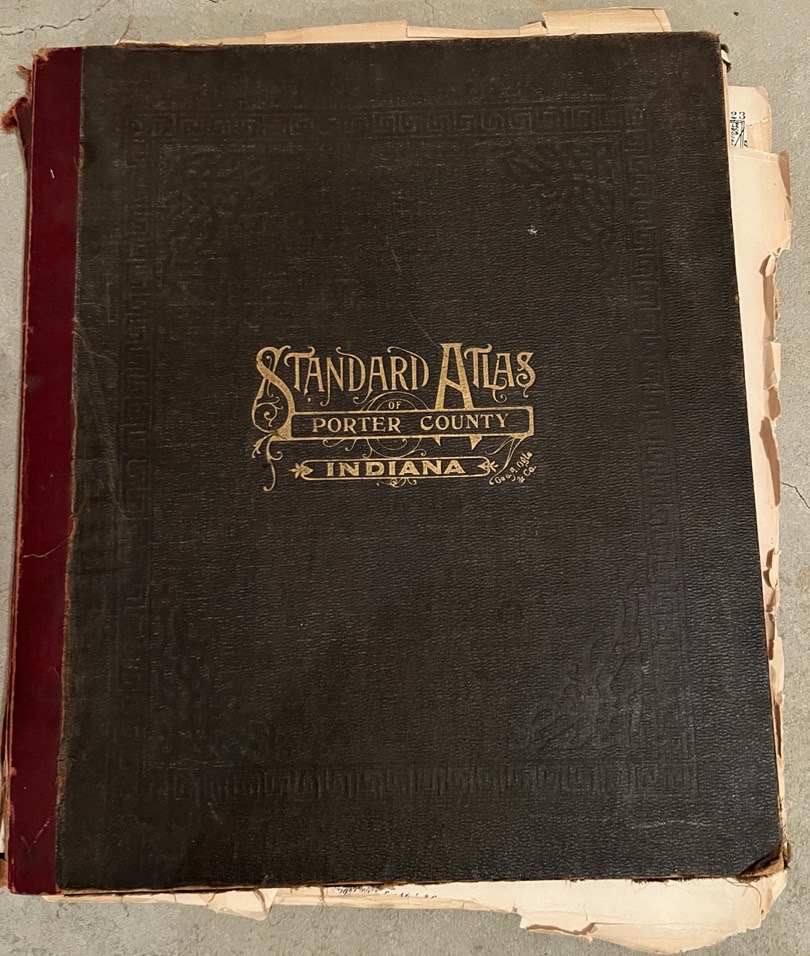 STANDARD ATLAS
OF
PORTER COUNTY
INDIANA
Geo. A. Ogle
& Co.